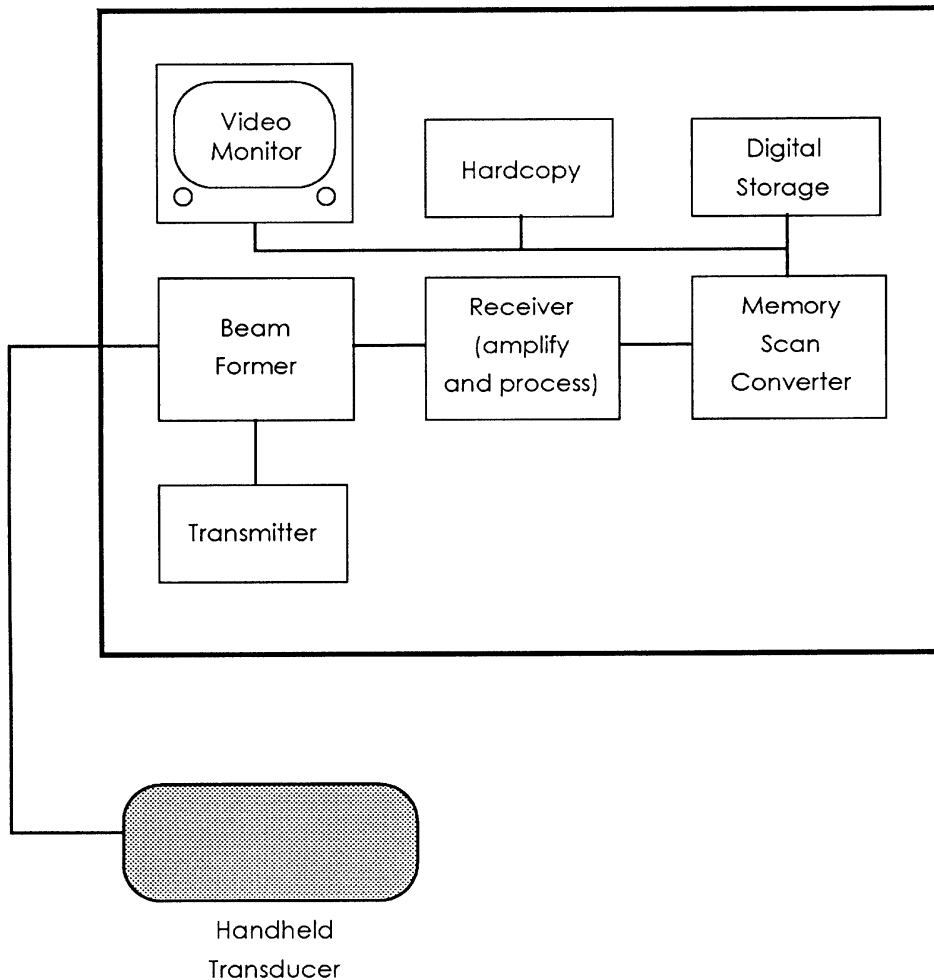 Video
Monitor
Hardcopy
Digital
Storage
Beam
Former
Receiver
(amplify
and process)
Memory
Scan
Converter
Transmitter
Handheld
Transducer